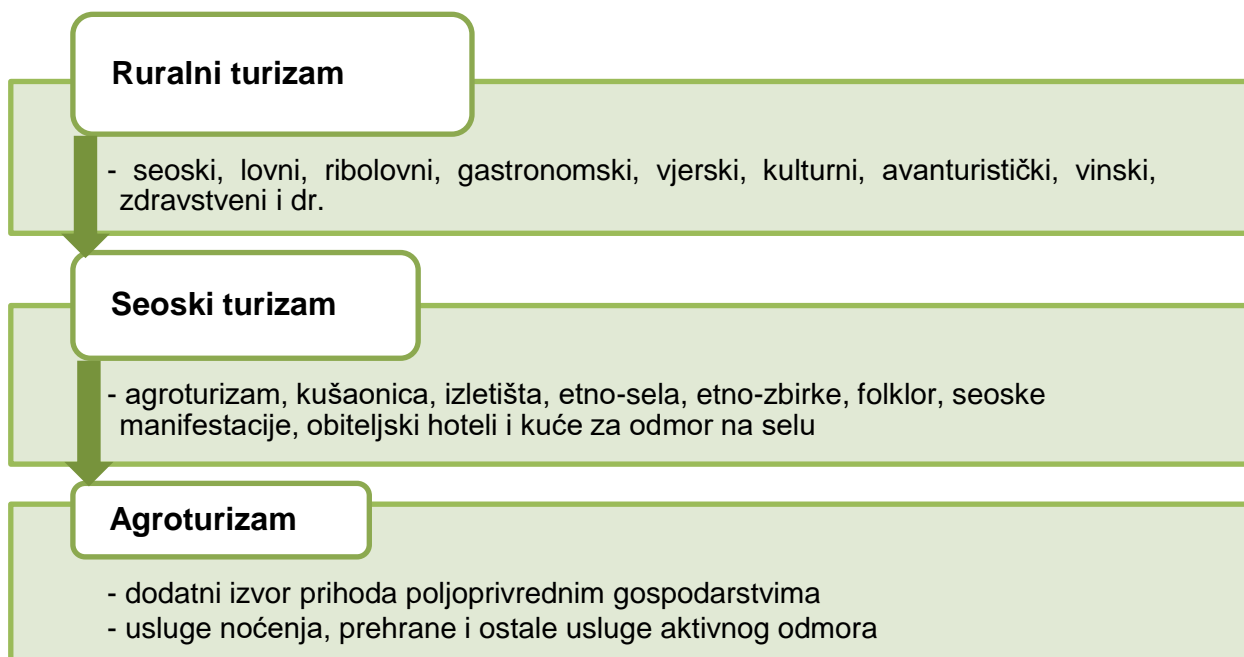 Ruralni turizam
- seoski, lovni, ribolovni, gastronomski, vjerski, kulturni, avanturistički, vinski,
zdravstveni i dr.
Seoski turizam
- agroturizam, kušaonica, izletišta, etno-sela, etno-zbirke, folklor, seoske
manifestacije, obiteljski hoteli i kuće za odmor na selu
Agroturizam
- dodatni izvor prihoda poljoprivrednim gospodarstvima
- usluge noćenja, prehrane i ostale usluge aktivnog odmora